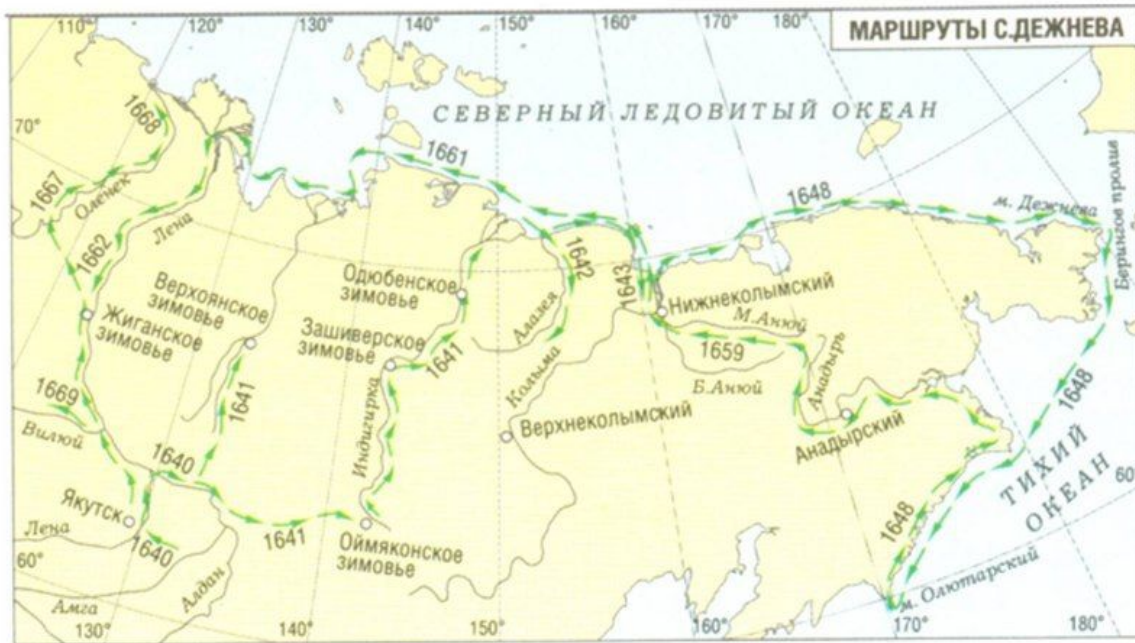 110°
120°
130°
140°
150°
160°
170°
180°
МАРШРУТЫ С.ДЕЖНЕВА
СЕВЕРНЫЙ ЛЕДОВИТЫЙ ОКЕАН
70°
1668
1667
Оленек
1662
Лена
1661
1648
м. Дежнева
Берингов пролив
Верхоянское
зимовье
Жиганское
зимовье
Одюбенское
зимовье
Зашиверское
зимовье
1641
Алазея
1642
1643
Нижнеколымский
М.Анюй
1659
Б.Анюй
Колыма
Анадырь
1648
1669
Вилюй
1641
Индигирка
Верхнеколымский
Анадырский
ТИХИЙ
ОКЕАН
1640
Якутск
Лена
1640
1641
Оймяконское
зимовье
1648
м. Олюторский
60°
60°
Амга
Алдан
130°
140°
150°
160°
170°
180°